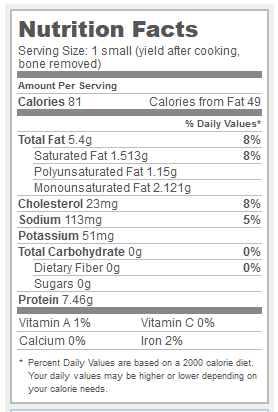 Nutrition Facts
Serving Size: 1 small (yield after cooking,
bone removed)
Amount Per Serving
Calories 81 Calories from Fat 49
% Daily Values*
Total Fat 5.4g 8%
Saturated Fat 1.513g 8%
Polyunsaturated Fat 1.15g
Monounsaturated Fat 2.121g
Cholesterol 23mg 8%
Sodium 113mg 5%
Potassium 51mg
Total Carbohydrate 0g 0%
Dietary Fiber 0g 0%
Sugars 0g
Protein 7.46g
Vitamin A 1% Vitamin C 0%
Calcium 0% Iron 2%
* Percent Daily Values are based on a 2000 calorie diet.
Your daily values may be higher or lower depending on
your calorie needs.